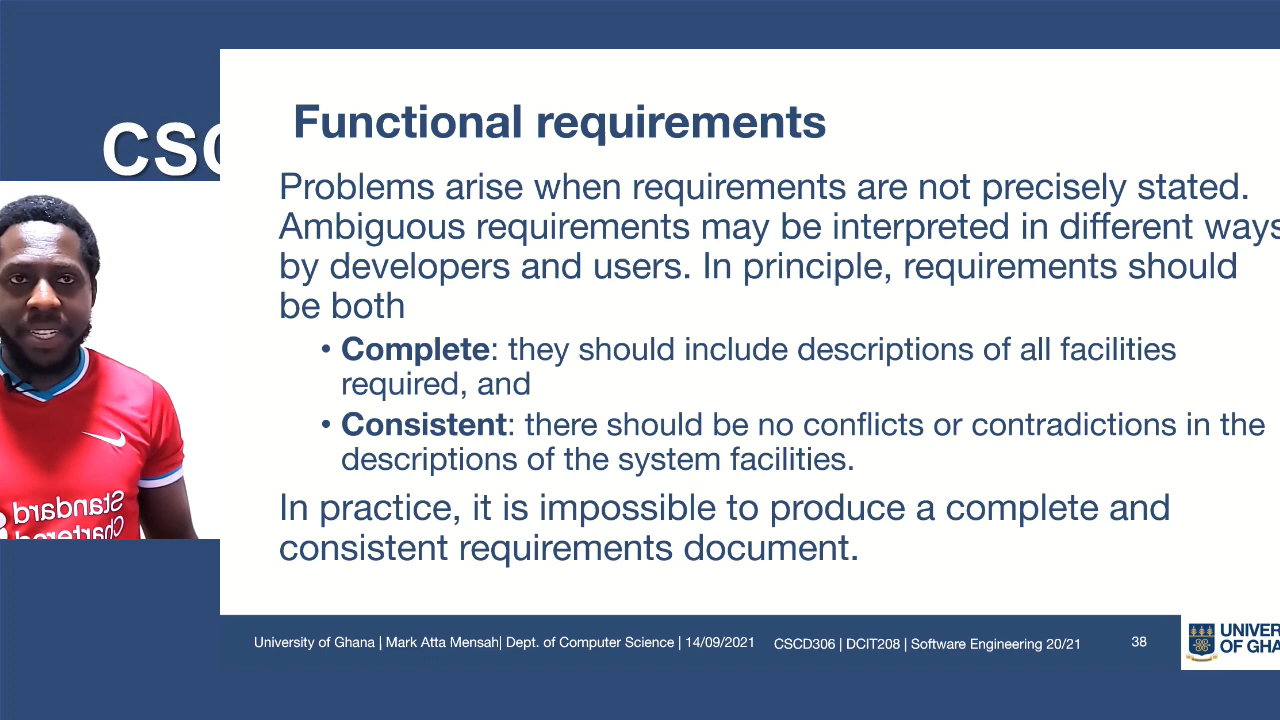 CSC
Functional requirements
Problems arise when requirements are not precisely stated.
Ambiguous requirements may be interpreted in different ways
by developers and users. In principle, requirements should
be both
• Complete: they should include descriptions of all facilities
required, and
• Consistent: there should be no conflicts or contradictions in the
descriptions of the system facilities.
In practice, it is impossible to produce a complete and
consistent requirements document.
Standard
Chartered
University of Ghana | Mark Atta Mensah| Dept. of Computer Science | 14/09/2021
CSCD306 | DCIT208 | Software Engineering 20/21
38
UNIVER
OF GHA